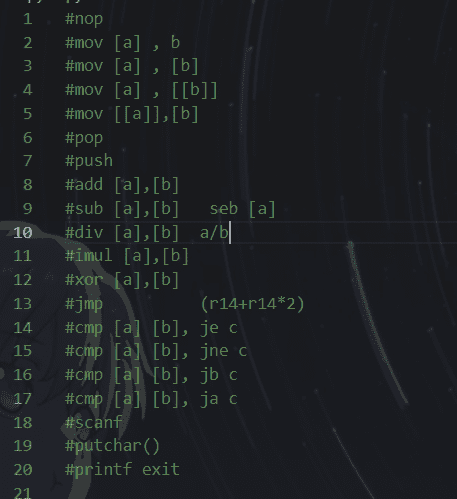 1 #nop
2 #mov [a] , b
3 #mov [a] , [b]
4 #mov [a] , [[b]]
5 #mov [[a]],[b]
6 #pop
7 #push
8 #add [a],[b]
9 #sub [a],[b]   seb [a]
10 #div [a],[b]  a/b
11 #imul [a],[b]
12 #xor [a],[b]
13 #jmp          (r14+r14*2)
14 #cmp [a] [b], je c
15 #cmp [a] [b], jne c
16 #cmp [a] [b], jb c
17 #cmp [a] [b], ja c
18 #scanf
19 #putchar()
20 #printf exit
21